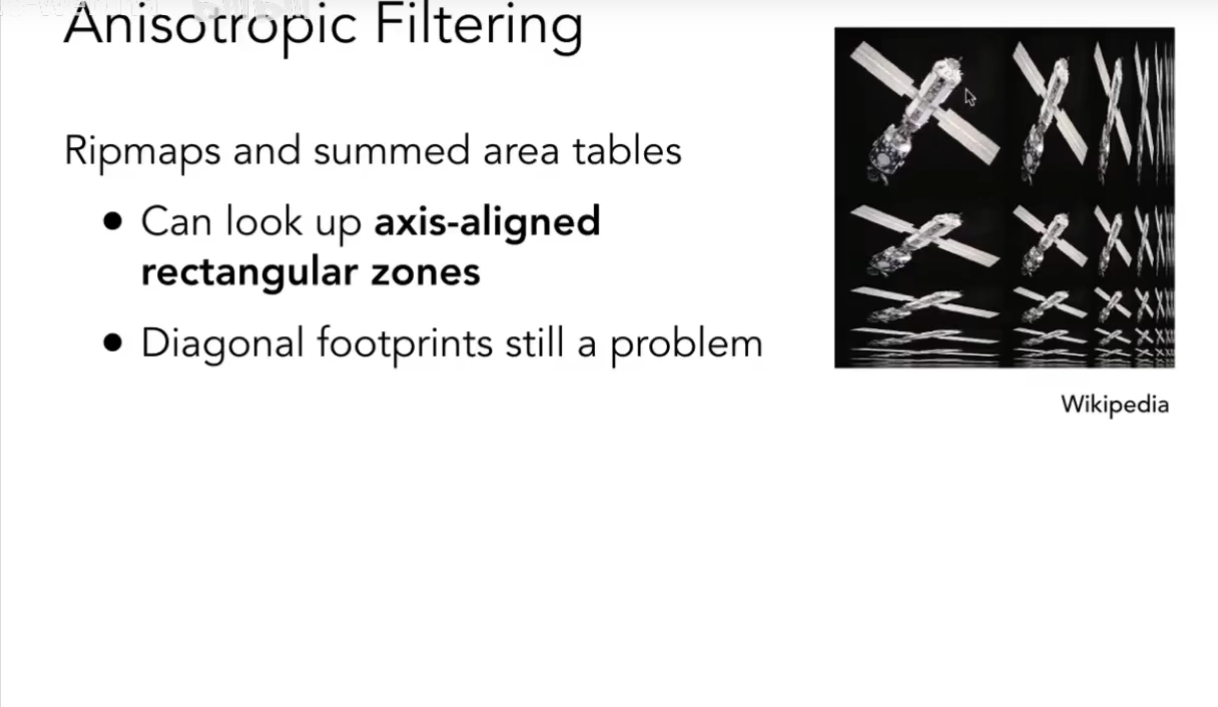 Anisotropic Filtering
Ripmaps and summed area tables
• Can look up axis-aligned
rectangular zones
• Diagonal footprints still a problem
Wikipedia